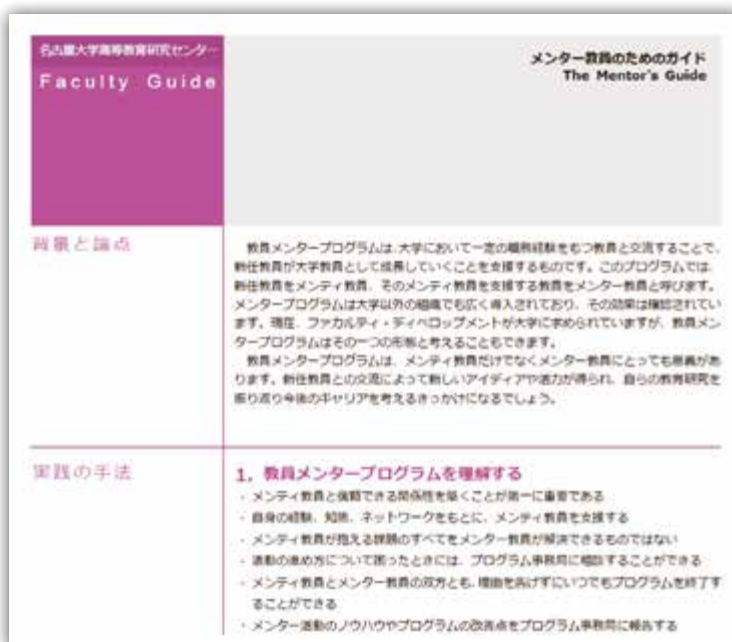 名古屋大学高等教育研究センター
Faculty Guide
メンター教員のためのガイド
The Mentor's Guide
背景と論点
教員メンタープログラムは、大学において一定の職務経験をもつ教員と交流することで、
新任教員が大学教員として成長していくことを支援するものです。このプログラムでは、
新任教員をメンティ教員、そのメンティ教員を支援する教員をメンター教員と呼びます。
メンタープログラムは大学以外の組織でも広く導入されており、その効果は確認されてい
ます。現在、ファカルティ・ディベロップメントが大学に求められていますが、教員メン
タープログラムはその一つの形態と考えることもできます。
教員メンタープログラムは、メンティ教員だけでなくメンター教員にとっても意義があ
ります。新任教員との交流によって新しいアイディアや活力が得られ、自らの教育研究を
振り返り今後のキャリアを考えるきっかけになるでしょう。
実践の手法
1. 教員メンタープログラムを理解する
・メンティ教員と信頼できる関係性を築くことが第一に重要である
・自身の経験、知識、ネットワークをもとに、メンティ教員を支援する
・メンティ教員が抱える課題のすべてをメンター教員が解決できるものではない
・活動の進め方について困ったときには、プログラム事務局に相談することができる
・メンティ教員とメンター教員の双方とも、理由を告げずにいつでもプログラムを終了す
ることができる
・メンター活動のノウハウやプログラムの改善点をプログラム事務局に報告する